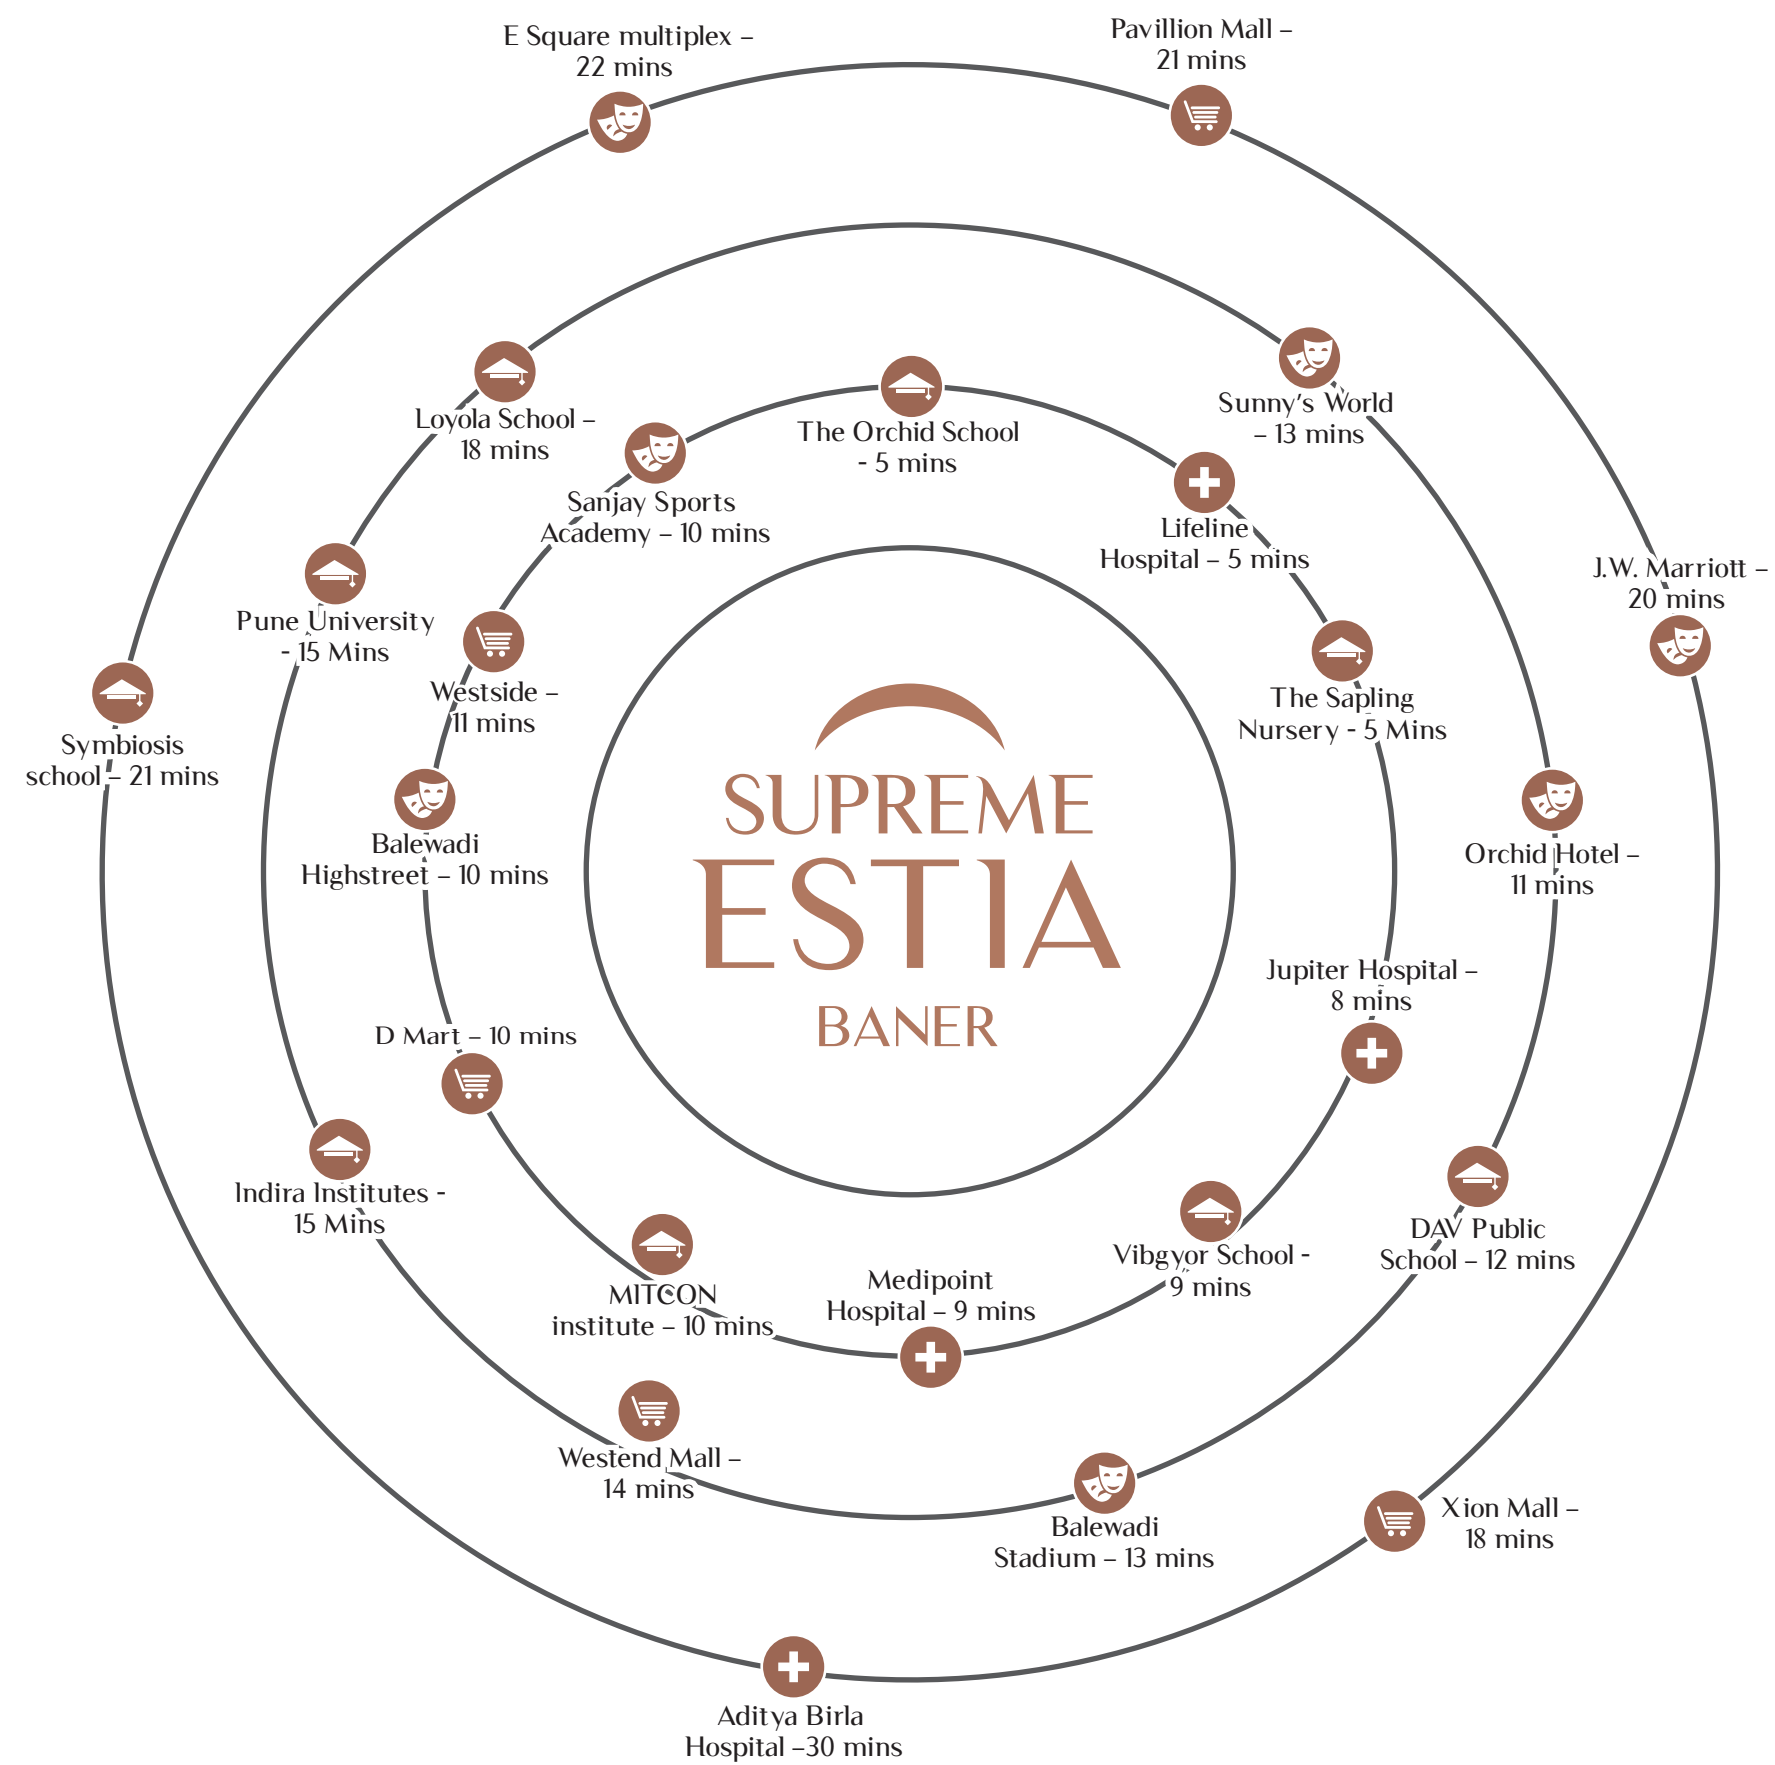 E Square multiplex –
22 mins
Pavillion Mall –
21 mins
Loyola School –
18 mins
Sanjay Sports
Academy – 10 mins
The Orchid School
- 5 mins
Sunny's World
– 13 mins
Lifeline
Hospital – 5 mins
J.W. Marriott –
20 mins
Pune University
- 15 Mins
Westside –
11 mins
The Sapling
Nursery - 5 Mins
Symbiosis
school – 21 mins
SUPREME
ESTIA
BANER
Balewadi
Highstreet – 10 mins
Orchid Hotel –
11 mins
Jupiter Hospital –
8 mins
D Mart – 10 mins
Indira Institutes -
15 Mins
MITCON
institute – 10 mins
Medipoint
Hospital – 9 mins
Vibgyor School -
9 mins
DAV Public
School – 12 mins
Westend Mall –
14 mins
Balewadi
Stadium – 13 mins
Xion Mall –
18 mins
Aditya Birla
Hospital –30 mins